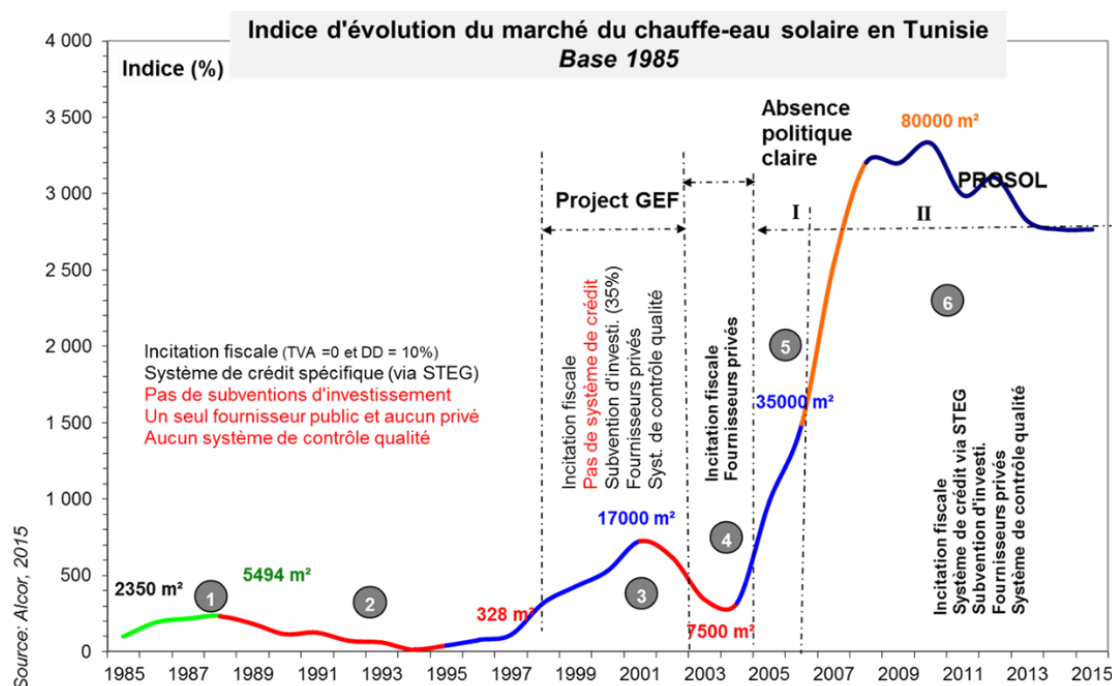 Indice d'évolution du marché du chauffe-eau solaire en Tunisie
Base 1985
Indice (%)
4 000
3 500
3 000
2 500
2 000
1 500
1 000
500
0
Absence
politique
claire
80000 m²
PROSOL
Project GEF
I
II
Incitation fiscale (TVA =0 et DD = 10%)
Système de crédit spécifique (via STEG)
Pas de subventions d'investissement
Un seul fournisseur public et aucun privé
Aucun système de contrôle qualité
Incitation fiscale
Pas de système de crédit
Subvention d'investi. (35%)
Fournisseurs privés
Syst. de contrôle qualité
Incitation fiscale
Fournisseurs privés
5
6
35000 m²
Incitation fiscale
Système de crédit via STEG
Subvention d'investi.
Fournisseurs privés
Système de contrôle qualité
17000 m²
4
2350 m²
5494 m²
1
2
3
328 m²
7500 m²
1985 1987 1989 1991 1993 1995 1997 1999 2001 2003 2005 2007 2009 2011 2013 2015
Source: Alcor, 2015